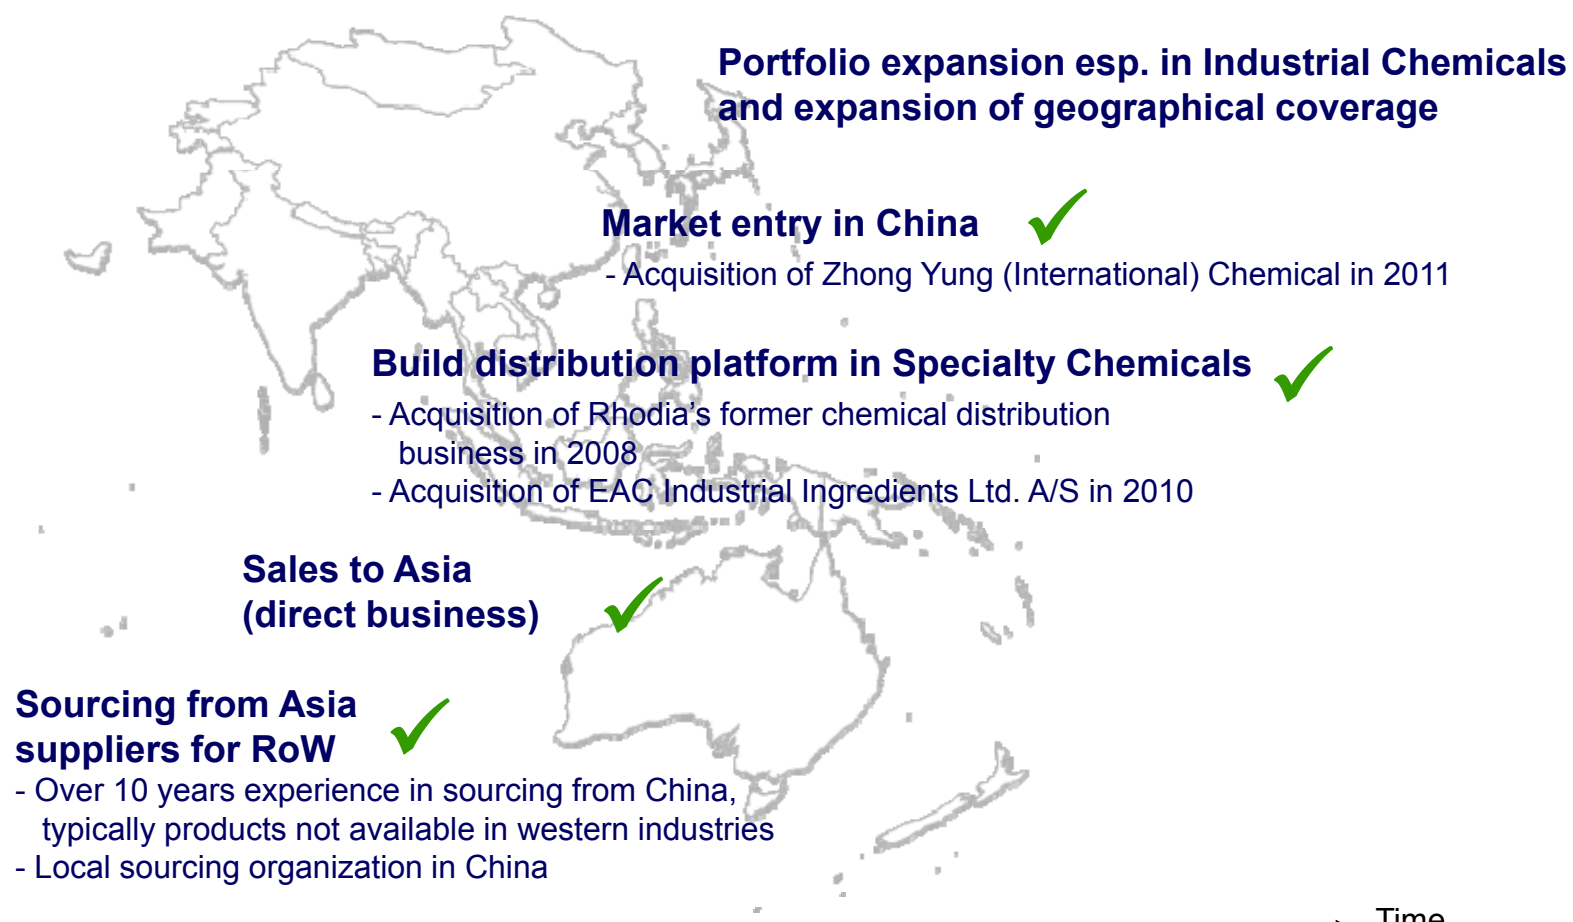 Portfolio expansion esp. in Industrial Chemicals
and expansion of geographical coverage
Market entry in China
- Acquisition of Zhong Yung (International) Chemical in 2011
Build distribution platform in Specialty Chemicals
- Acquisition of Rhodia’s former chemical distribution
business in 2008
- Acquisition of EAC Industrial Ingredients Ltd. A/S in 2010
Sales to Asia
(direct business)
Sourcing from Asia
suppliers for RoW
- Over 10 years experience in sourcing from China,
typically products not available in western industries
- Local sourcing organization in China
Time